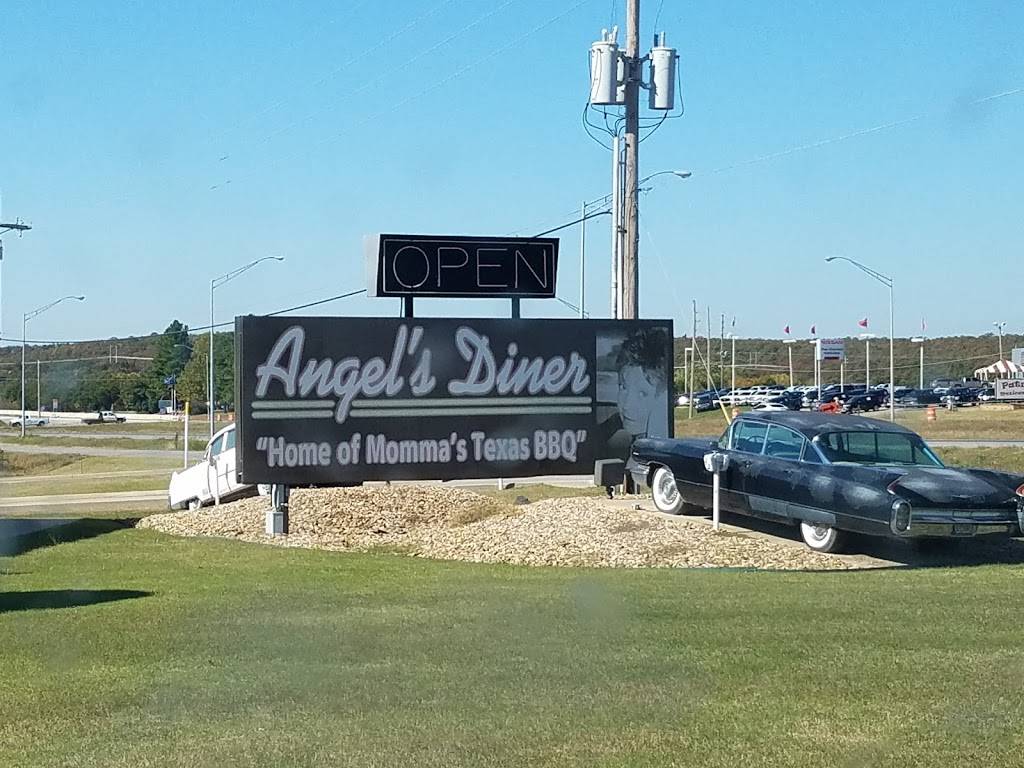 OPEN
Angel's Diner
"Home of Momma's Texas BBQ"